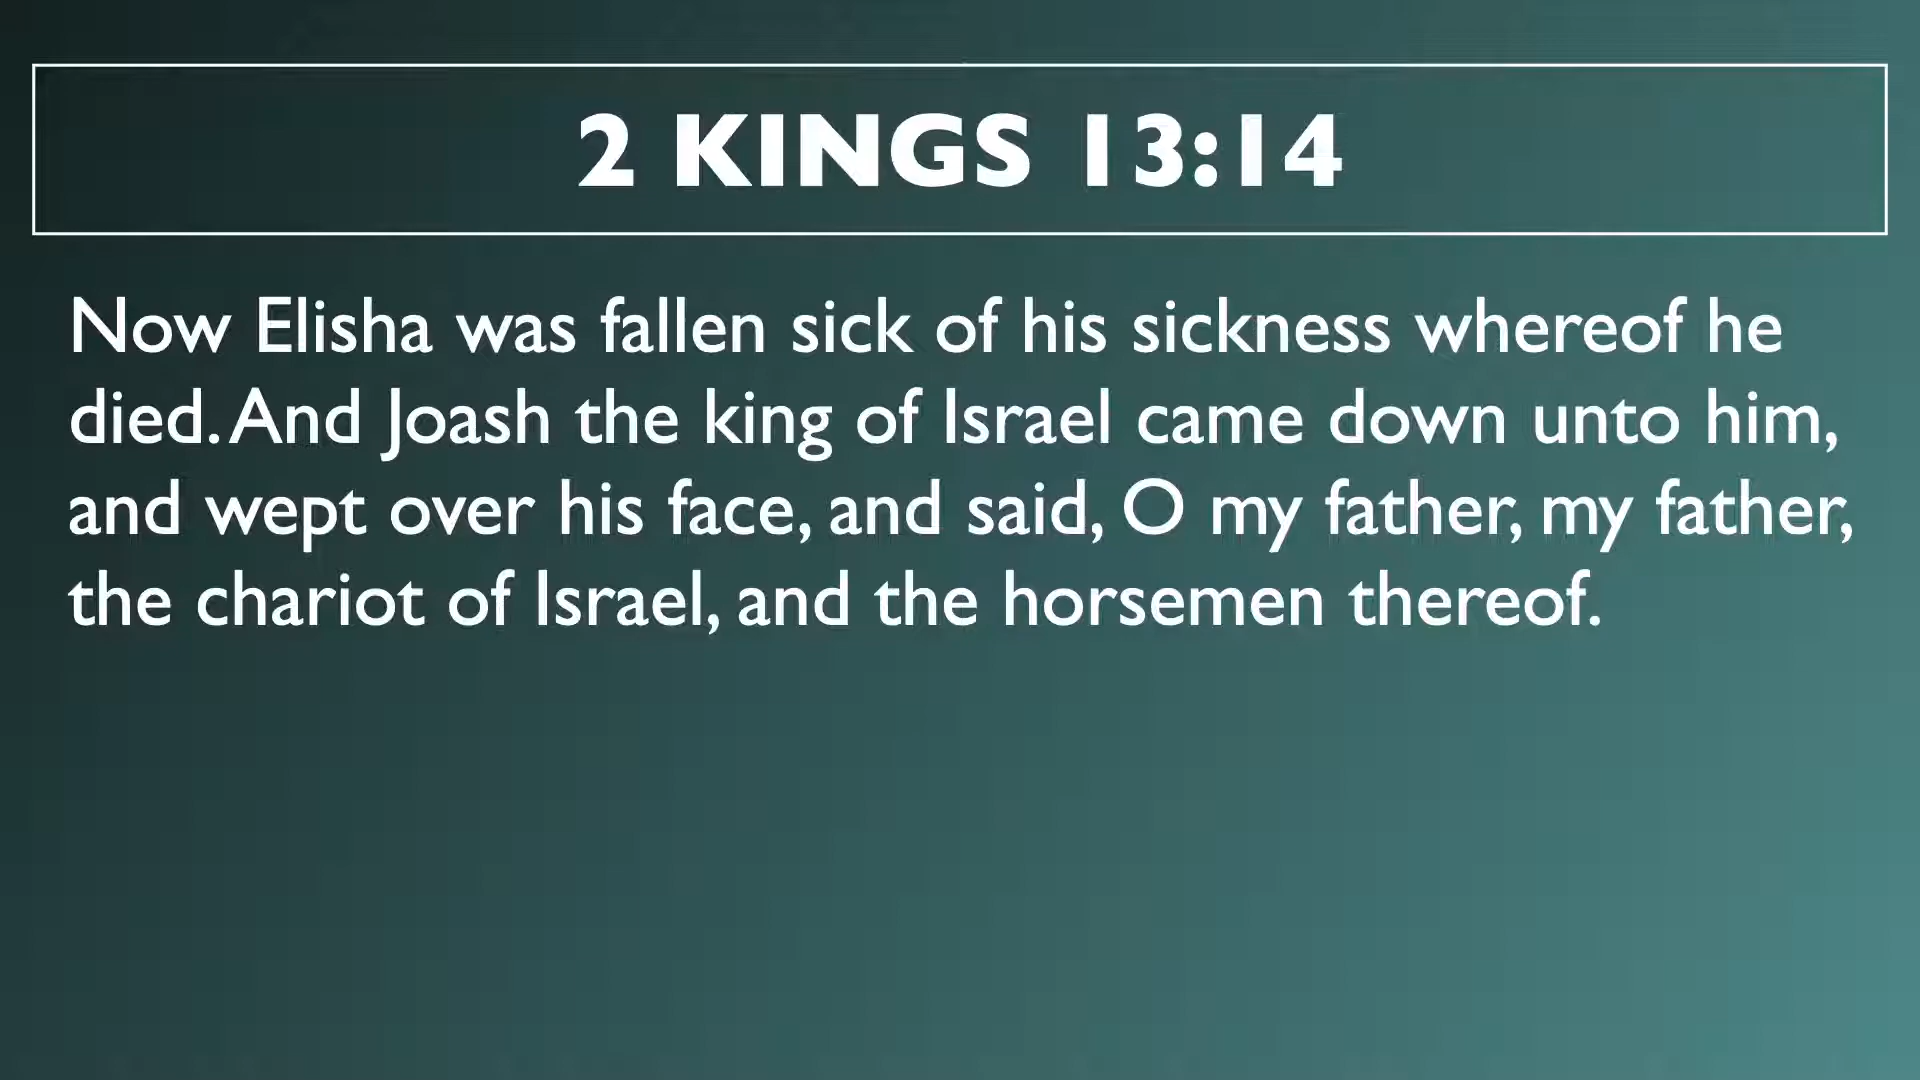 2 KINGS 13:14
Now Elisha was fallen sick of his sickness whereof he
died. And Joash the king of Israel came down unto him,
and wept over his face, and said, O my father, my father,
the chariot of Israel, and the horsemen thereof.